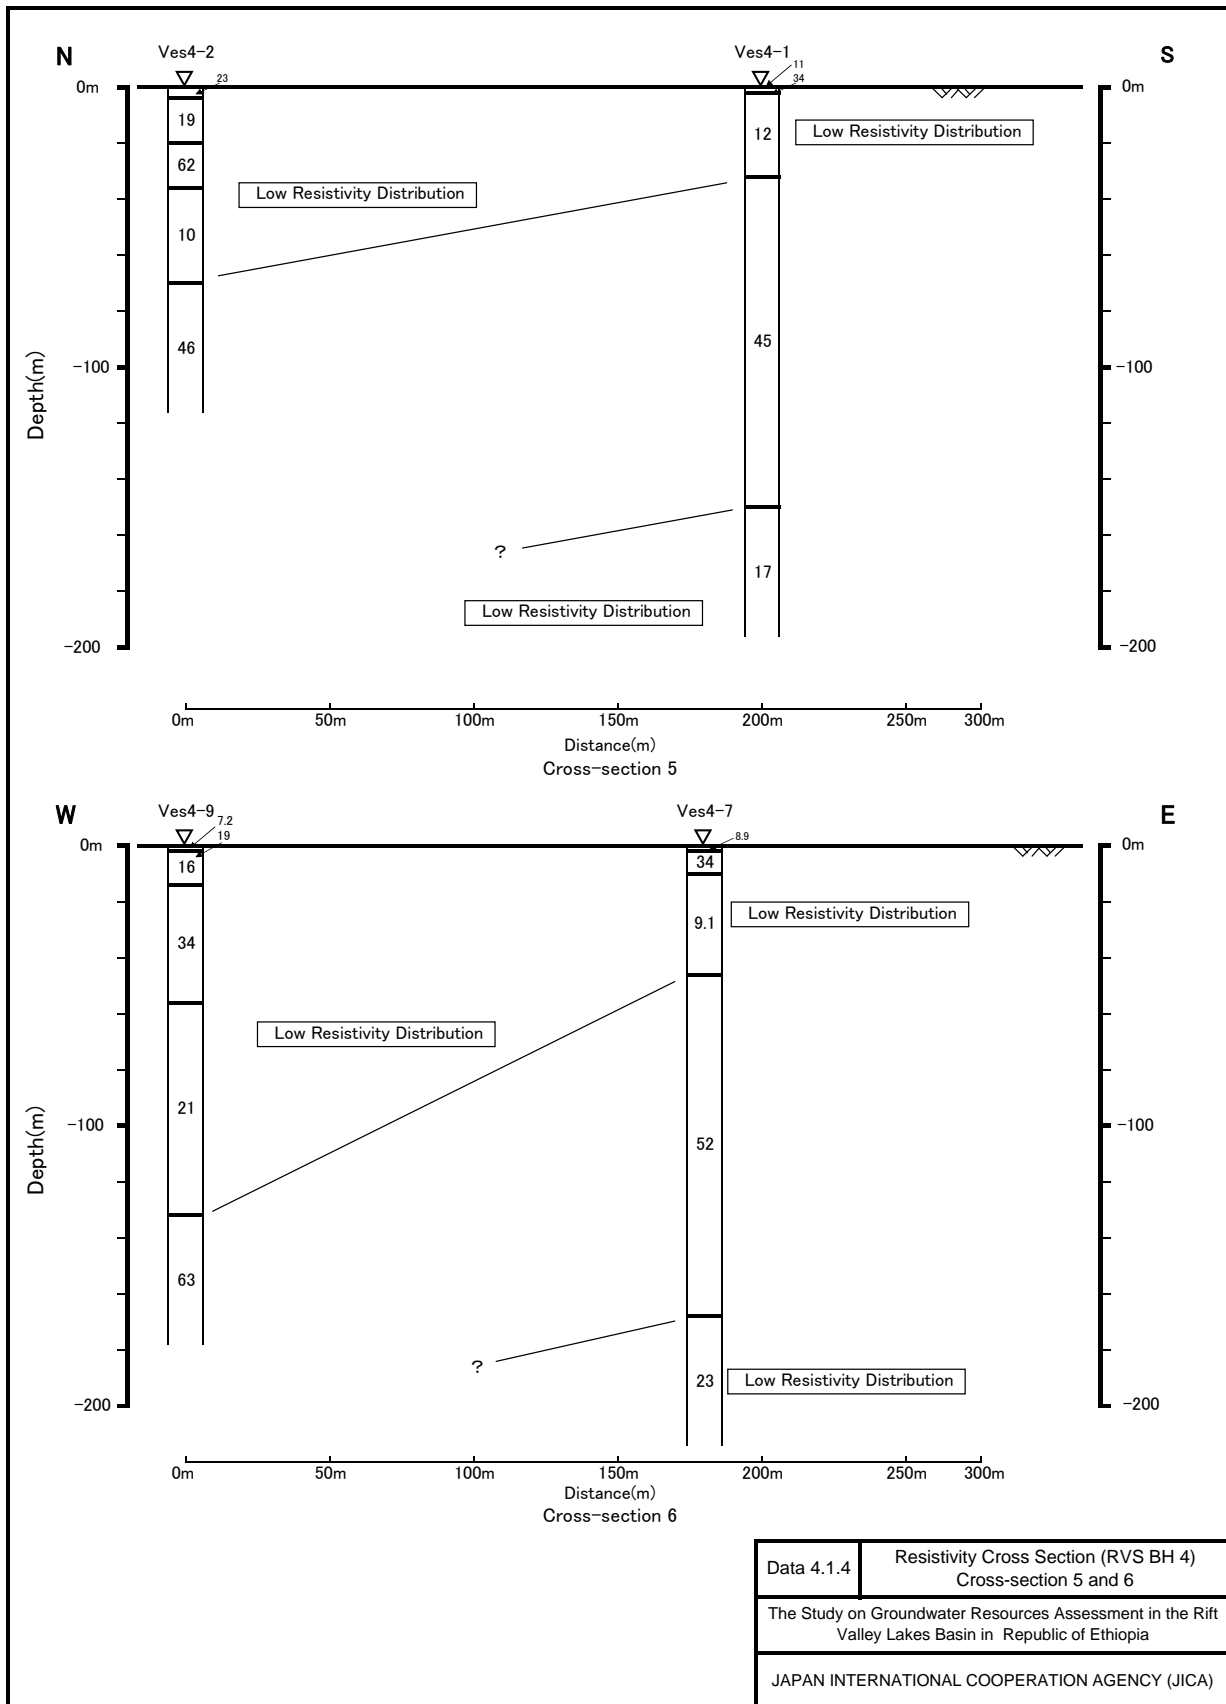 N
Ves4-2
Ves4-1
S
11
23
34
0m
0m
19
12
Low Resistivity Distribution
62
Low Resistivity Distribution
10
46
45
Depth(m)
-100
-100
?
17
Low Resistivity Distribution
-200
-200
0m 50m 100m 150m 200m 250m 300m
Distance(m)
Cross-section 5
W
Ves4-9
Ves4-7
E
7.2
19
8.9
0m
0m
16
34
34
9.1
Low Resistivity Distribution
Low Resistivity Distribution
21
52
Depth(m)
-100
-100
63
?
23
Low Resistivity Distribution
-200
-200
0m 50m 100m 150m 200m 250m 300m
Distance(m)
Cross-section 6
Data 4.1.4
Resistivity Cross Section (RVS BH 4)
Cross-section 5 and 6
The Study on Groundwater Resources Assessment in the Rift
Valley Lakes Basin in Republic of Ethiopia
JAPAN INTERNATIONAL COOPERATION AGENCY (JICA)